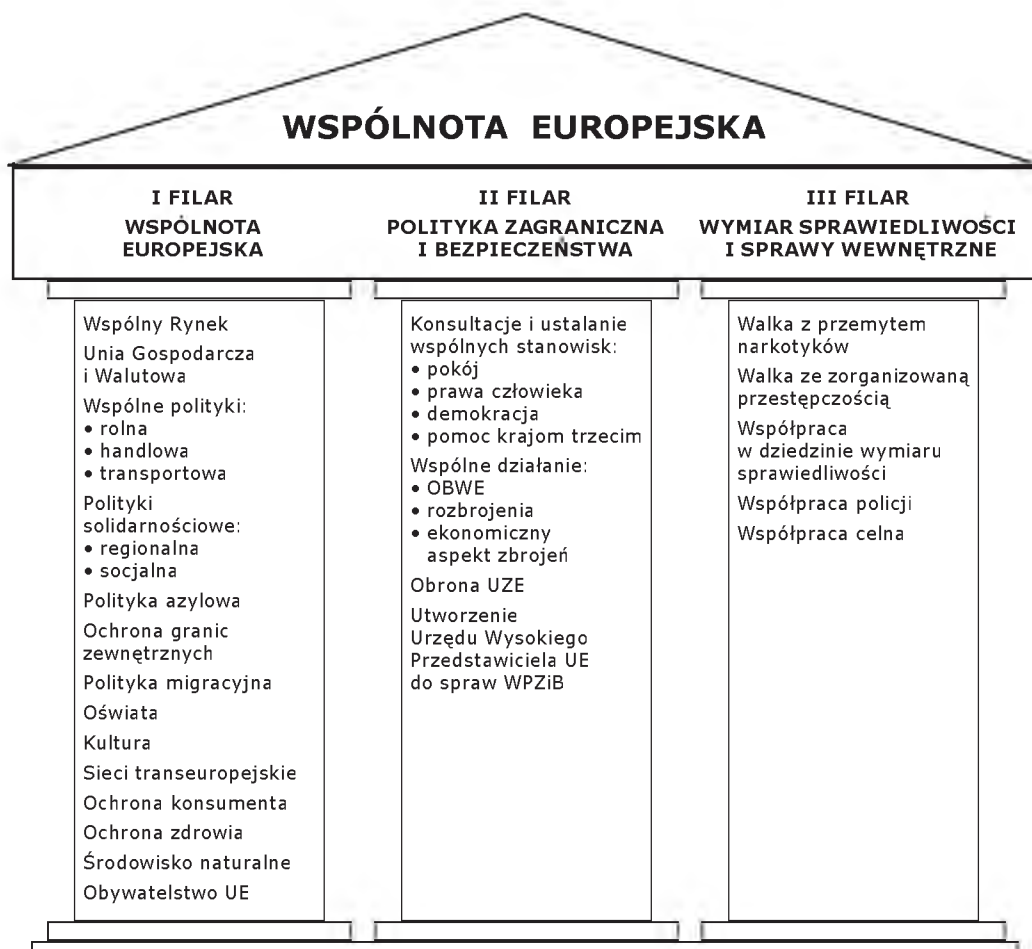 WSPÓLNOTA EUROPEJSKA
I FILAR
WSPÓLNOTA
EUROPEJSKA
II FILAR
POLITYKA ZAGRANICZNA
I BEZPIECZEŃSTWA
III FILAR
WYMIAR SPRAWIEDLIWOŚCI
I SPRAWY WEWNĘTRZNE
Wspólny Rynek
Unia Gospodarcza
i Walutowa
Wspólne polityki:
• rolna
• handlowa
• transportowa
Polityki
solidarnościowe:
• regionalna
• socjalna
Polityka azylowa
Ochrona granic
zewnętrznych
Polityka migracyjna
Oświata
Kultura
Sieci transeuropejskie
Ochrona konsumenta
Ochrona zdrowia
Środowisko naturalne
Obywatelstwo UE
Konsultacje i ustalanie
wspólnych stanowisk:
• pokój
• prawa człowieka
• demokracja
• pomoc krajom trzecim
Wspólne działanie:
• OBWE
• rozbrojenia
• ekonomiczny
aspekt zbrojeń
Obrona UZE
Utworzenie
Urzędu Wysokiego
Przedstawiciela UE
do spraw WPZiB
Walka z przemytem
narkotyków
Walka ze zorganizowaną
przestępczością
Współpraca
w dziedzinie wymiaru
sprawiedliwości
Współpraca policji
Współpraca celna